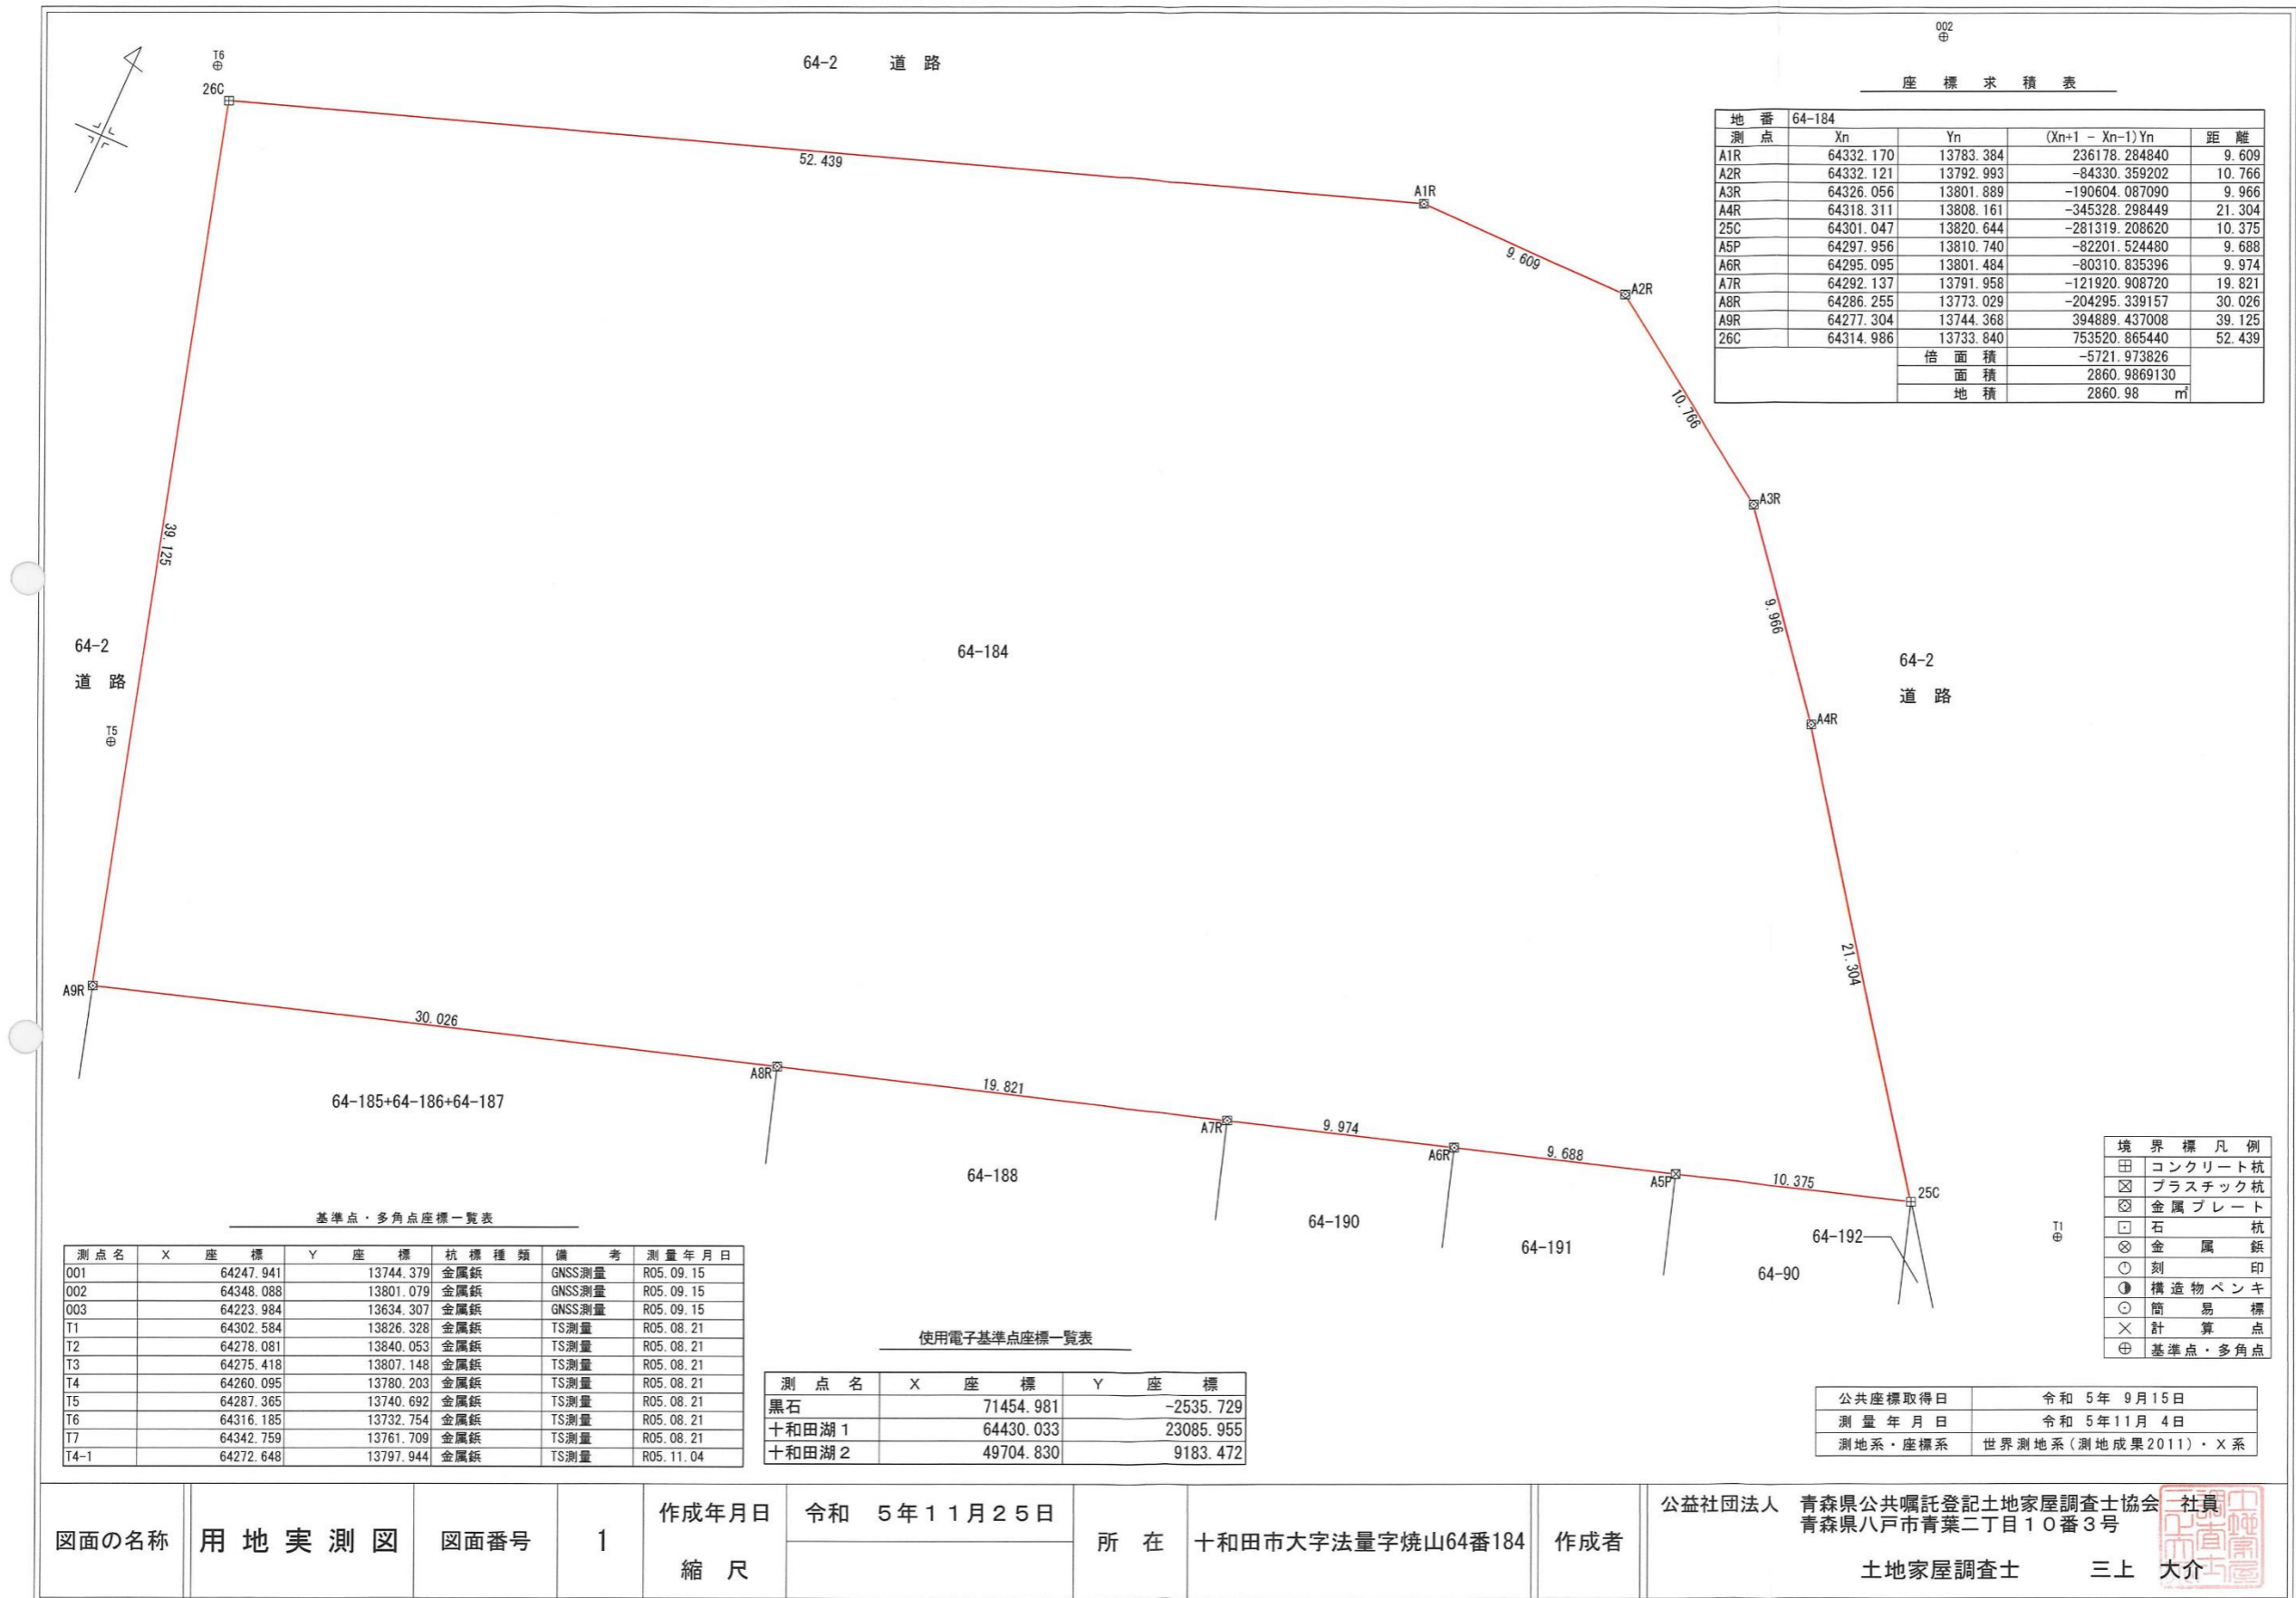 002
T6
26C
64-2 道路
52.439
A1R
9.609
A2R
10.766
A3R
9.966
A4R
21.304
39.125
64-2
道路
T5
64-184
64-2
道路
座標求積表
地番 64-184
測点 Xn Yn (Xn+1 - Xn-1)Yn 距離
A1R 64332.170 13783.384 236178.284840 9.609
A2R 64332.121 13792.993 -84330.359202 10.766
A3R 64326.056 13801.889 -190604.087090 9.966
A4R 64318.311 13808.161 -345328.298449 21.304
25C 64301.047 13820.644 -281319.208620 10.375
A5P 64297.956 13810.740 -82201.524480 9.688
A6R 64295.095 13801.484 -80310.835396 9.974
A7R 64292.137 13791.958 -121920.908720 19.821
A8R 64286.255 13773.029 -204295.339157 30.026
A9R 64277.304 13744.368 394889.437008 39.125
26C 64314.986 13733.840 753520.865440 52.439
倍面積 -5721.973826
面積 2860.9869130
地積 2860.98 ㎡
A9R
30.026
A8R
19.821
A7R
9.974
A6R
9.688
A5P
10.375
25C
64-185+64-186+64-187
64-188
64-190
64-191
64-90
64-192
T1
基準点・多角点座標一覧表
測点名 X座標 Y座標 杭標種類 備考 測量年月日
001 64247.941 13744.379 金属鋲 GNSS測量 R05.09.15
002 64348.088 13801.079 金属鋲 GNSS測量 R05.09.15
003 64223.984 13634.307 金属鋲 GNSS測量 R05.09.15
T1 64302.584 13826.328 金属鋲 TS測量 R05.08.21
T2 64278.081 13840.053 金属鋲 TS測量 R05.08.21
T3 64275.418 13807.148 金属鋲 TS測量 R05.08.21
T4 64260.095 13780.203 金属鋲 TS測量 R05.08.21
T5 64287.365 13740.692 金属鋲 TS測量 R05.08.21
T6 64316.185 13732.754 金属鋲 TS測量 R05.08.21
T7 64342.759 13761.709 金属鋲 TS測量 R05.08.21
T4-1 64272.648 13797.944 金属鋲 TS測量 R05.11.04
使用電子基準点座標一覧表
測点名 X座標 Y座標
黒石 71454.981 -2535.729
十和田湖1 64430.033 23085.955
十和田湖2 49704.830 9183.472
境界標凡例
コンクリート杭
プラスチック杭
金属プレート
石杭
金属鋲
刻印
構造物ペンキ
簡易標
計算点
基準点・多角点
公共座標取得日 令和 5年 9月15日
測量年月日 令和 5年11月 4日
測地系・座標系 世界測地系(測地成果2011)・X系
図面の名称 用地実測図
図面番号 1
作成年月日 令和 5年11月25日
縮尺
所在 十和田市大字法量字焼山64番184
作成者 公益社団法人 青森県公共嘱託登記土地家屋調査士協会 社員
青森県八戸市青葉二丁目10番3号
土地家屋調査士 三上 大介